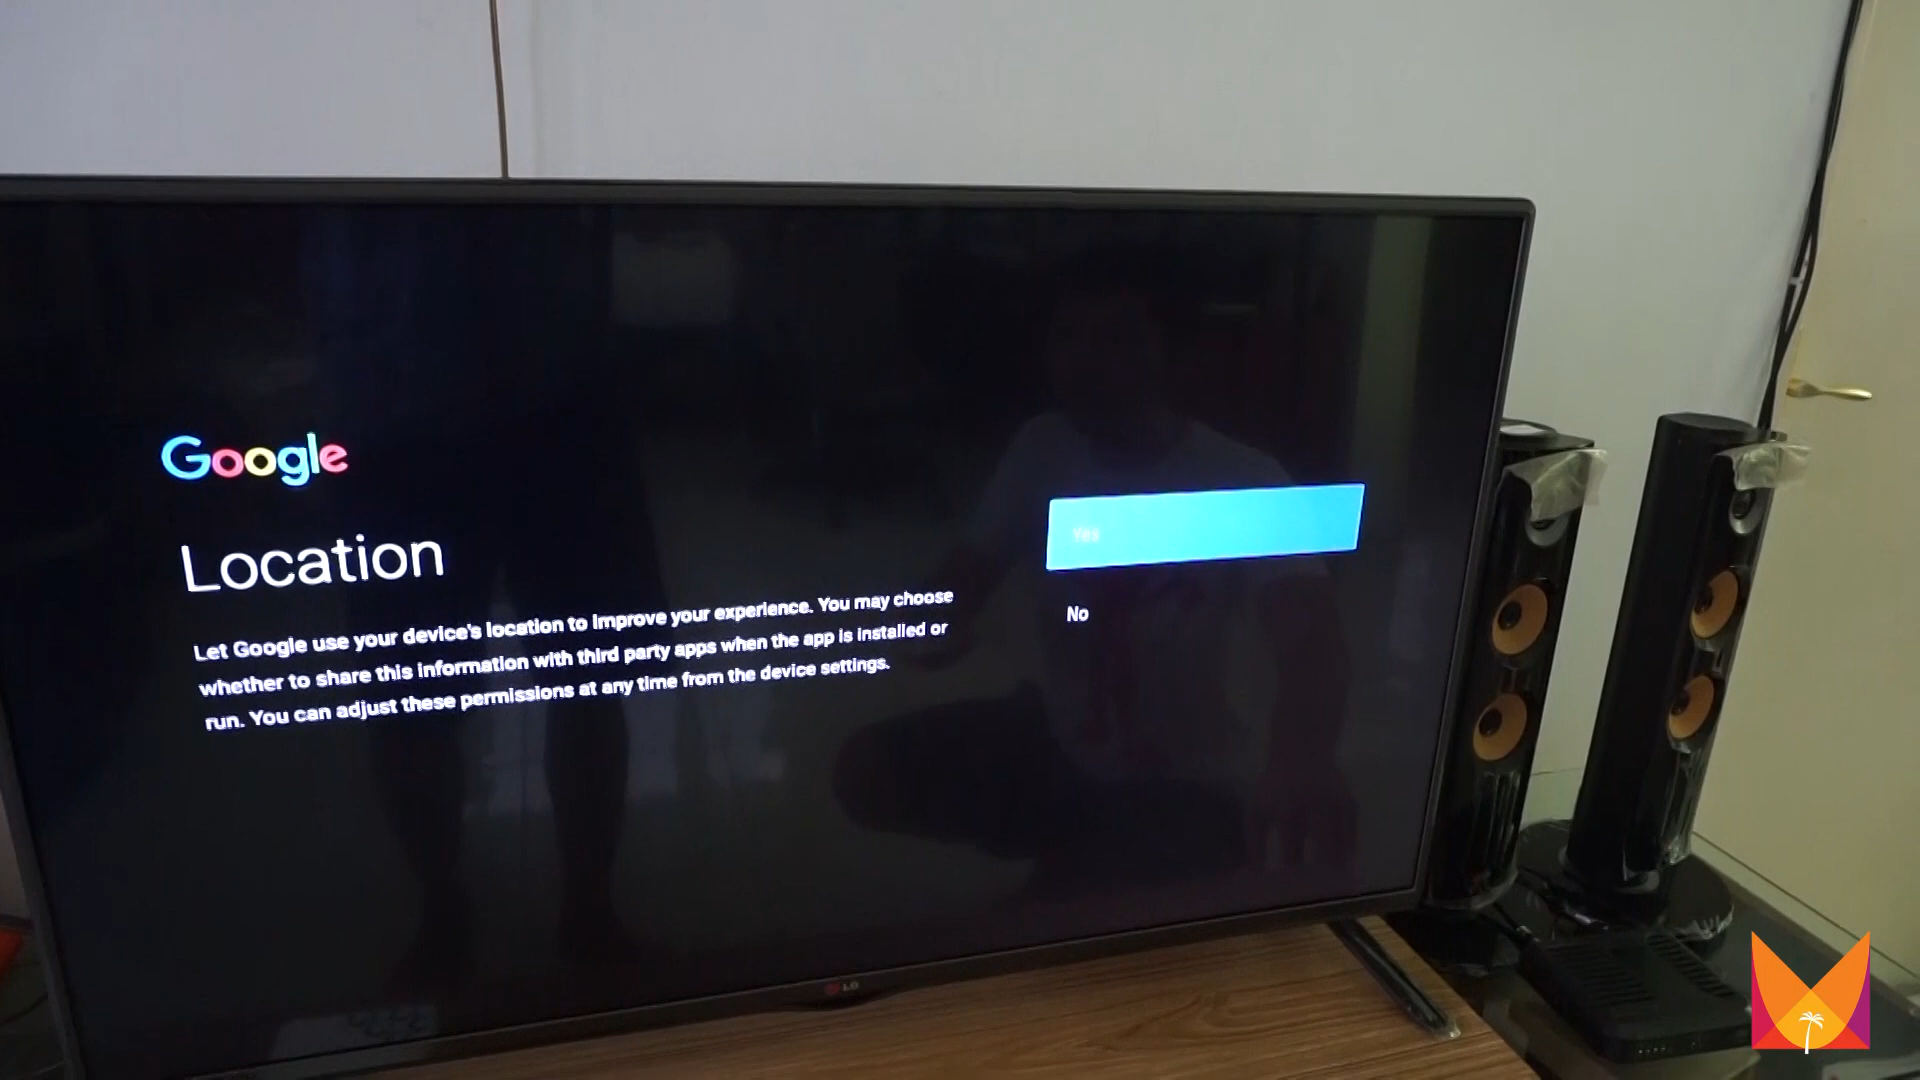 Google
Location
Let Google use your device's location to improve your experience. You may choose
whether to share this information with third party apps when the app is installed or
run. You can adjust these permissions at any time from the device settings.
Yes
No
LG